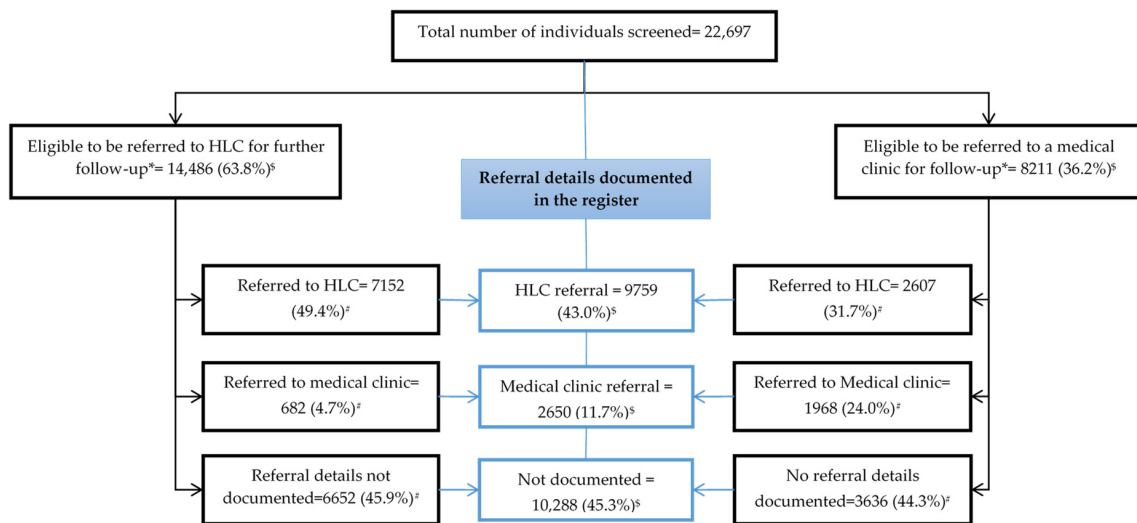 Total number of individuals screened= 22,697
Eligible to be referred to HLC for further
follow-up*= 14,486 (63.8%)$
Eligible to be referred to a medical
clinic for follow-up*= 8211 (36.2%)$
Referral details documented
in the register
Referred to HLC= 7152
(49.4%)#
HLC referral = 9759
(43.0%)$
Referred to HLC= 2607
(31.7%)#
Referred to medical clinic=
682 (4.7%)#
Medical clinic referral =
2650 (11.7%)$
Referred to Medical clinic=
1968 (24.0%)#
Referral details not
documented=6652 (45.9%)#
Not documented =
10,288 (45.3%)$
No referral details
documented=3636 (44.3%)#